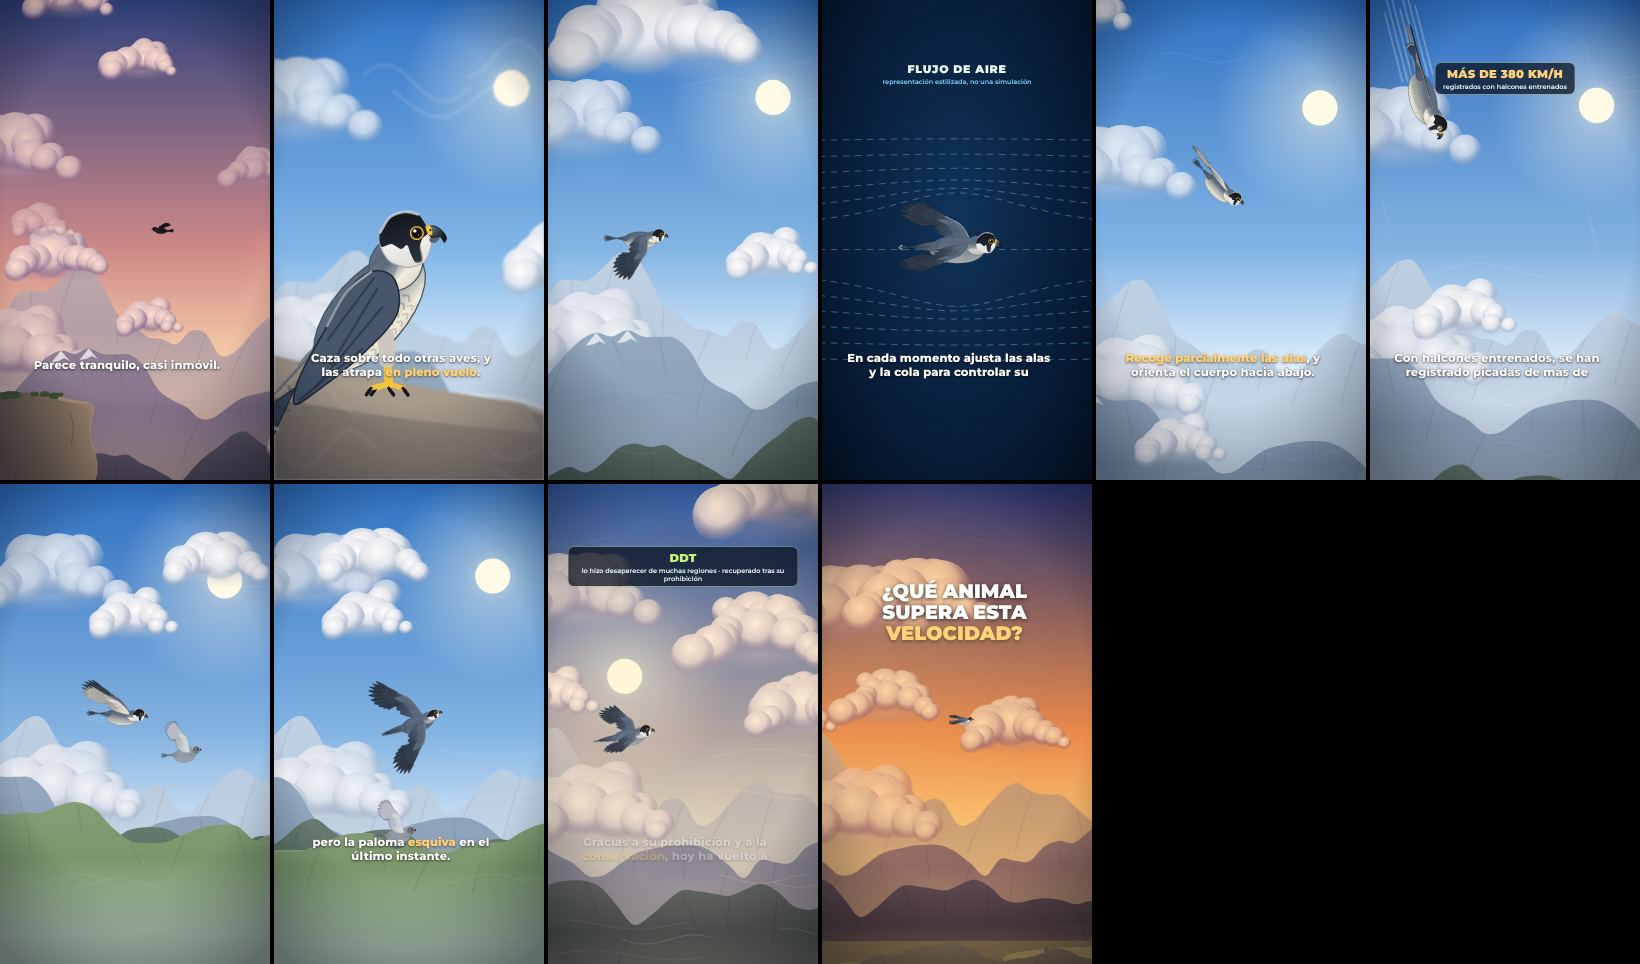 Parece tranquilo, casi inmóvil.
Caza sobre todo otras aves, y
las atrapa en pleno vuelo.
FLUJO DE AIRE
representación estilizada, no una simulación
En cada momento ajusta las alas
y la cola para controlar su
Recoge parcialmente las alas, y
orienta el cuerpo hacia abajo.
MÁS DE 380 KM/H
registrados con halcones entrenados
Con halcones entrenados, se han
registrado picadas de más de
pero la paloma esquiva en el
último instante.
DDT
lo hizo desaparecer de muchas regiones · recuperado tras su
prohibición
Gracias a su prohibición y a la
conservación, hoy ha vuelto a
¿QUÉ ANIMAL
SUPERA ESTA
VELOCIDAD?